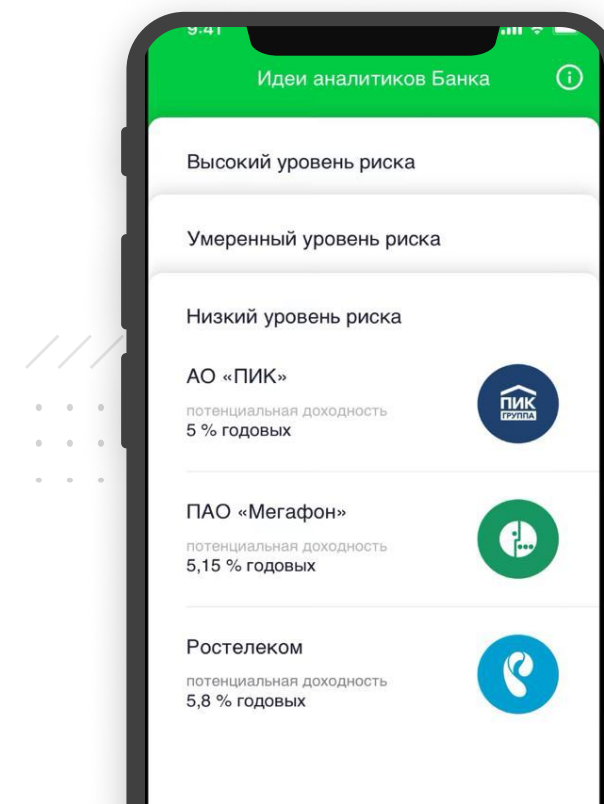 9:41
Идеи аналитиков Банка
Высокий уровень риска
Умеренный уровень риска
Низкий уровень риска
АО «ПИК»
потенциальная доходность
5 % годовых
ПИК
ГРУППА
ПАО «Мегафон»
потенциальная доходность
5,15 % годовых
Ростелеком
потенциальная доходность
5,8 % годовых